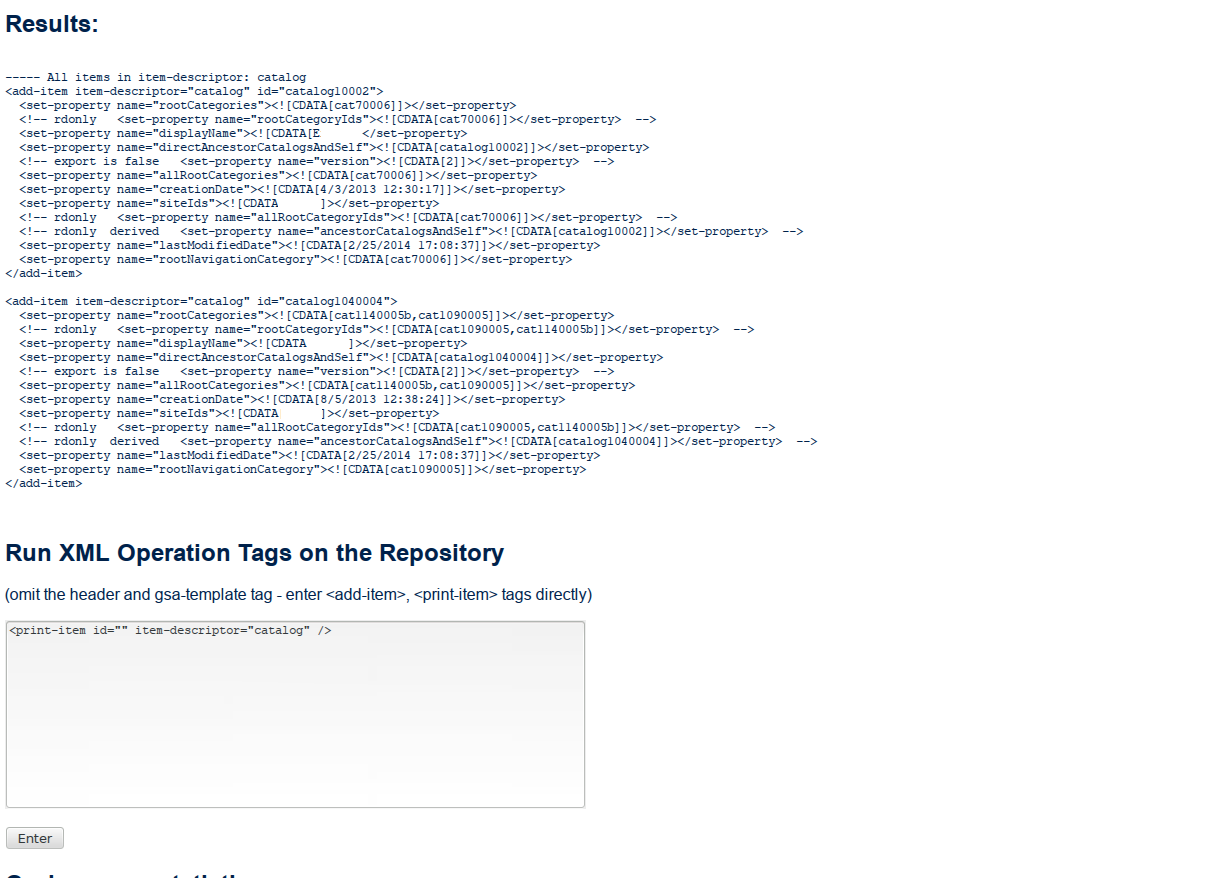 Results:
----- All items in item-descriptor: catalog
<add-item item-descriptor="catalog" id="catalog10002">
  <set-property name="rootCategories"><![CDATA[cat70006]]></set-property>
  <!-- rdonly   <set-property name="rootCategoryIds"><![CDATA[cat70006]]></set-property>  -->
  <set-property name="displayName"><![CDATA[E      </set-property>
  <set-property name="directAncestorCatalogsAndSelf"><![CDATA[catalog10002]]></set-property>
  <!-- export is false   <set-property name="version"><![CDATA[2]]></set-property>  -->
  <set-property name="allRootCategories"><![CDATA[cat70006]]></set-property>
  <set-property name="creationDate"><![CDATA[4/3/2013 12:30:17]]></set-property>
  <set-property name="siteIds"><![CDATA      ]></set-property>
  <!-- rdonly   <set-property name="allRootCategoryIds"><![CDATA[cat70006]]></set-property>  -->
  <!-- rdonly  derived   <set-property name="ancestorCatalogsAndSelf"><![CDATA[catalog10002]]></set-property>  -->
  <set-property name="lastModifiedDate"><![CDATA[2/25/2014 17:08:37]]></set-property>
  <set-property name="rootNavigationCategory"><![CDATA[cat70006]]></set-property>
</add-item>
<add-item item-descriptor="catalog" id="catalog1040004">
  <set-property name="rootCategories"><![CDATA[cat1140005b,cat1090005]]></set-property>
  <!-- rdonly   <set-property name="rootCategoryIds"><![CDATA[cat1090005,cat1140005b]]></set-property>  -->
  <set-property name="displayName"><![CDATA      ]></set-property>
  <set-property name="directAncestorCatalogsAndSelf"><![CDATA[catalog1040004]]></set-property>
  <!-- export is false   <set-property name="version"><![CDATA[2]]></set-property>  -->
  <set-property name="allRootCategories"><![CDATA[cat1140005b,cat1090005]]></set-property>
  <set-property name="creationDate"><![CDATA[8/5/2013 12:38:24]]></set-property>
  <set-property name="siteIds"><![CDATA      ]></set-property>
  <!-- rdonly   <set-property name="allRootCategoryIds"><![CDATA[cat1090005,cat1140005b]]></set-property>  -->
  <!-- rdonly  derived   <set-property name="ancestorCatalogsAndSelf"><![CDATA[catalog1040004]]></set-property>  -->
  <set-property name="lastModifiedDate"><![CDATA[2/25/2014 17:08:37]]></set-property>
  <set-property name="rootNavigationCategory"><![CDATA[cat1090005]]></set-property>
</add-item>
Run XML Operation Tags on the Repository
(omit the header and gsa-template tag - enter <add-item>, <print-item> tags directly)
<print-item id="" item-descriptor="catalog" />
Enter